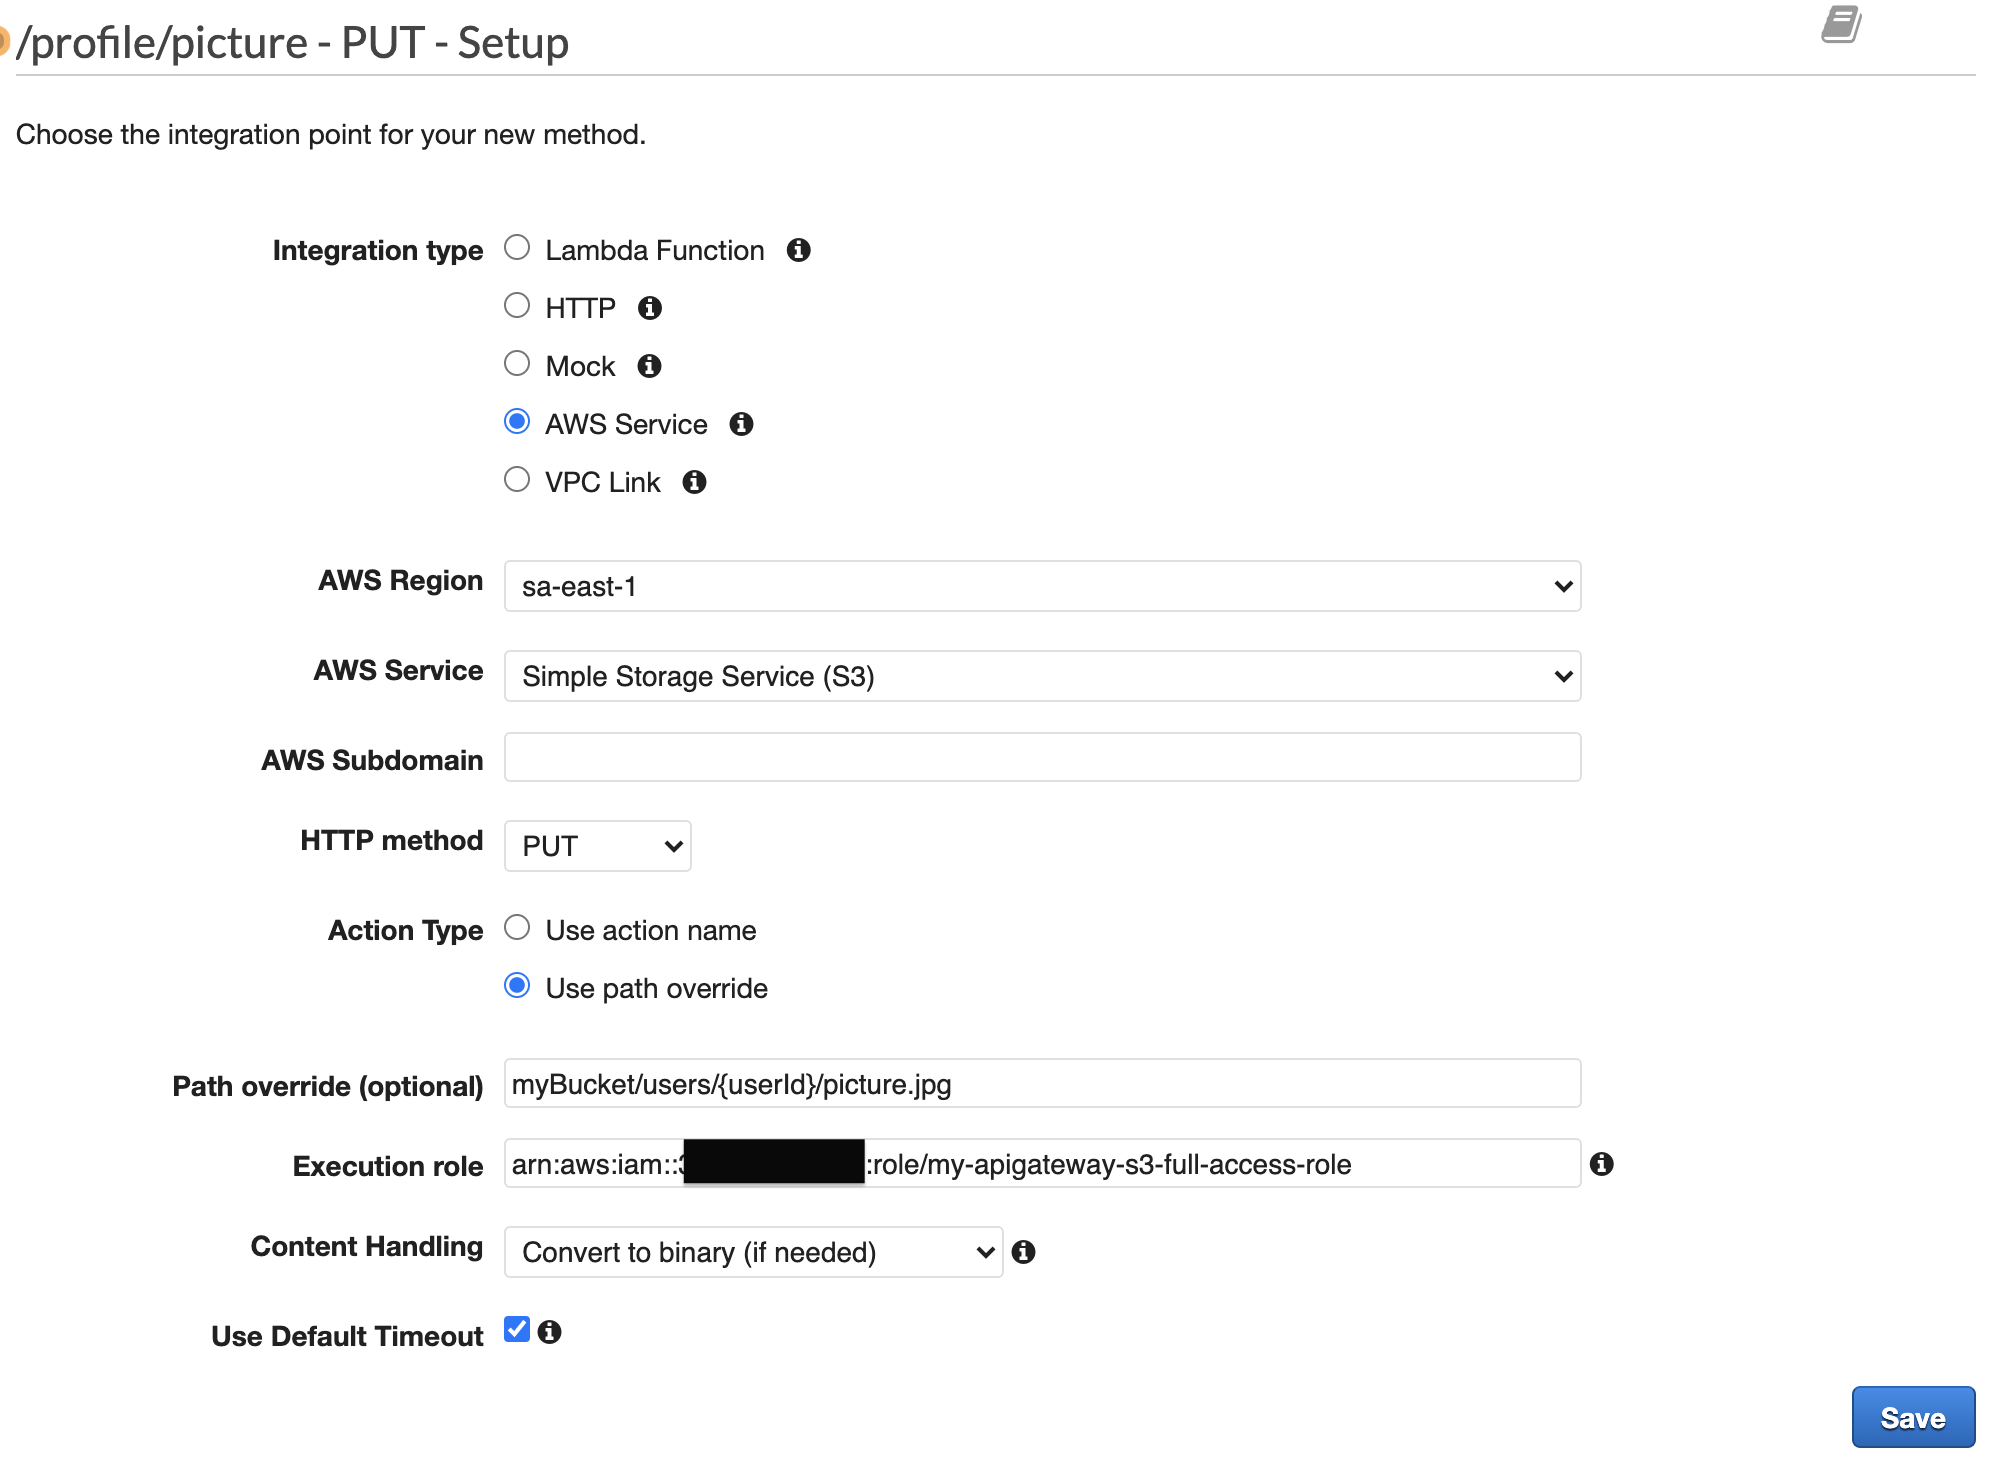 /profile/picture - PUT - Setup
Choose the integration point for your new method.
Integration type
Lambda Function
HTTP
Mock
AWS Service
VPC Link
AWS Region sa-east-1
AWS Service Simple Storage Service (S3)
AWS Subdomain
HTTP method PUT
Action Type
Use action name
Use path override
Path override (optional) myBucket/users/{userId}/picture.jpg
Execution role arn:aws:iam:: :role/my-apigateway-s3-full-access-role
Content Handling Convert to binary (if needed)
Use Default Timeout
Save